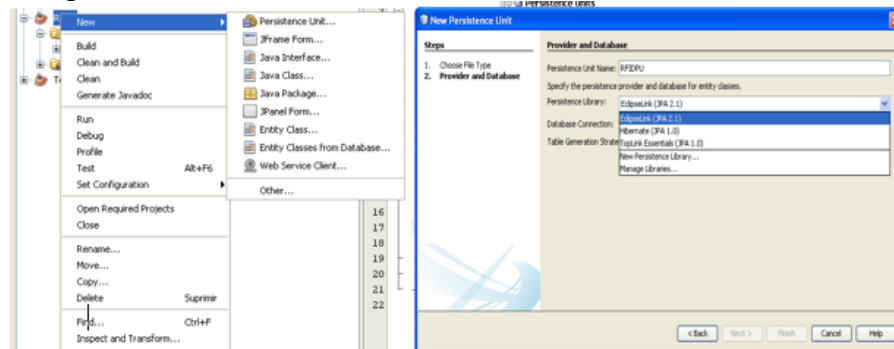 New
Build
Clean and Build
Clean
Generate Javadoc
Run
Debug
Profile
Test Alt+F6
Set Configuration
Open Required Projects
Close
Rename...
Move...
Copy...
Delete Suprimir
Find... Ctrl+F
Inspect and Transform...
Persistence Unit...
JFrame Form...
Java Interface...
Java Class...
Java Package...
JPanel Form...
Entity Class...
Entity Classes from Database...
Web Service Client...
Other...
16
17
18
19
20
21
22
Persistence Units
New Persistence Unit
Steps
1. Choose File Type
2. Provider and Database
Provider and Database
Persistence Unit Name: RFIDPU
Specify the persistence provider and database for entity classes.
Persistence Library: EclipseLink (JPA 2.1)
Database Connection:
Table Generation Strate
EclipseLink (JPA 2.1)
Hibernate (JPA 1.0)
TopLink Essentials (JPA 1.0)
New Persistence Library...
Manage Libraries...
< Back Next > Finish Cancel Help